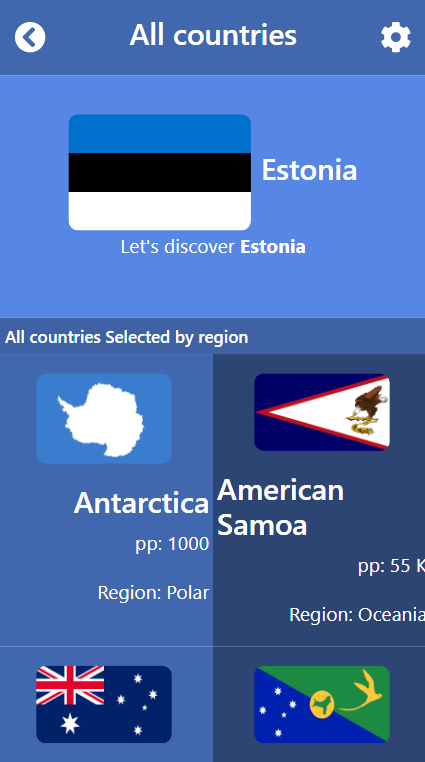 All countries
Estonia
Let's discover Estonia
All countries Selected by region
Antarctica
pp: 1000
Region: Polar
American
Samoa
pp: 55 K
Region: Oceania